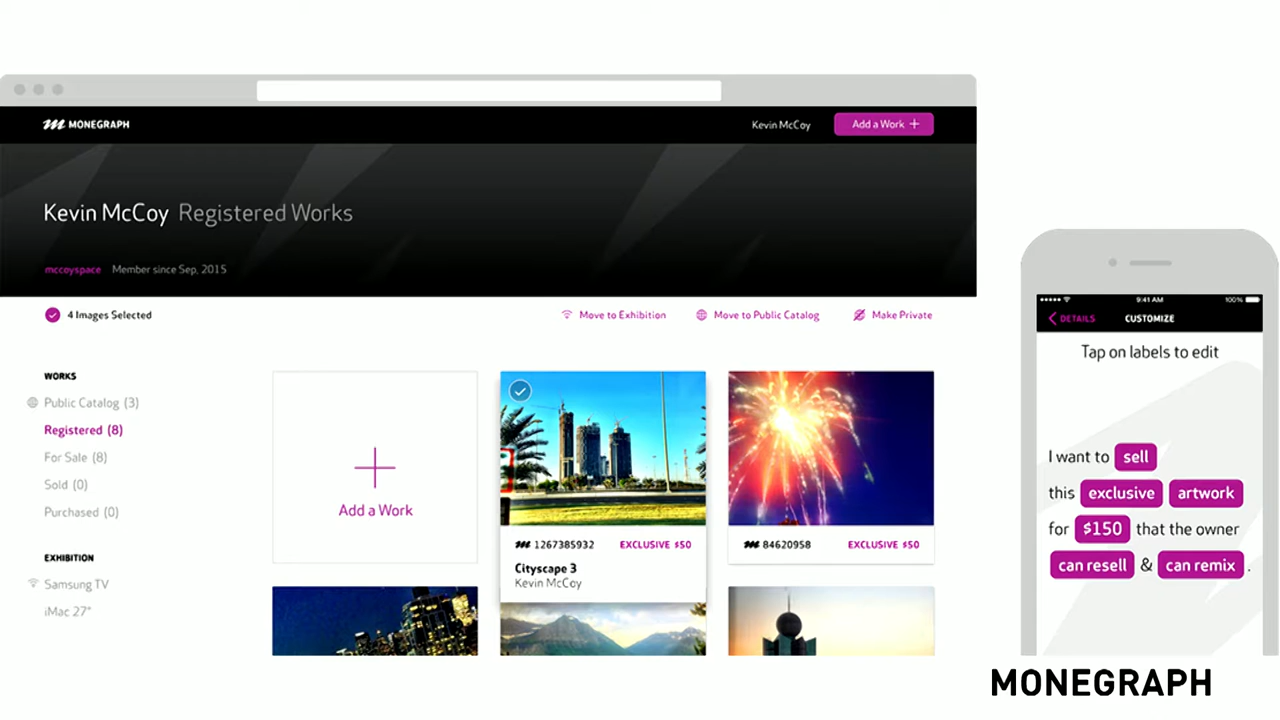 MONEGRAPH
Kevin McCoy
Add a Work +
Kevin McCoy Registered Works
mccoyspace Member since Sep, 2015
4 Images Selected
Move to Exhibition
Move to Public Catalog
Make Private
WORKS
Public Catalog (3)
Registered (8)
For Sale (8)
Sold (0)
Purchased (0)
EXHIBITION
Samsung TV
iMac 27"
Add a Work
1267385932 EXCLUSIVE $50
Cityscape 3
Kevin McCoy
84620958 EXCLUSIVE $50
9:41 AM 100%
DETAILS CUSTOMIZE
Tap on labels to edit
I want to sell
this exclusive artwork
for $150 that the owner
can resell & can remix .
MONEGRAPH